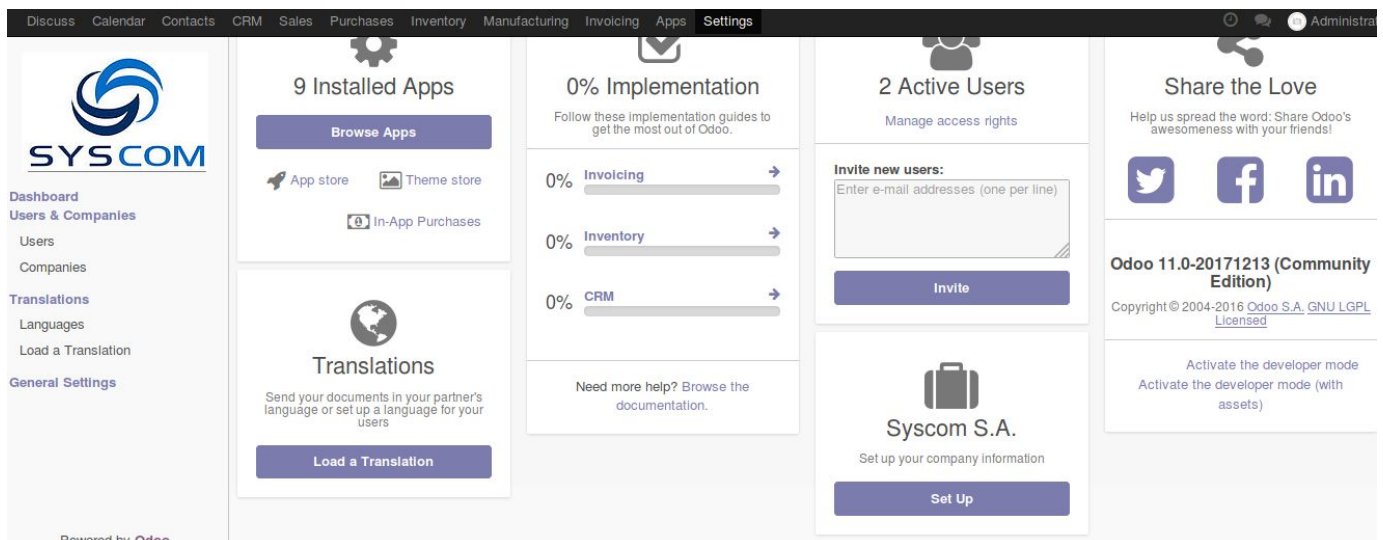 Discuss Calendar Contacts CRM Sales Purchases Inventory Manufacturing Invoicing Apps Settings
SYSCOM
Dashboard
Users & Companies
Users
Companies
Translations
Languages
Load a Translation
General Settings
Powered by Odoo
9 Installed Apps
Browse Apps
App store
Theme store
In-App Purchases
Translations
Send your documents in your partner's
language or set up a language for your
users
Load a Translation
0% Implementation
Follow these implementation guides to
get the most out of Odoo.
0% Invoicing
0% Inventory
0% CRM
Need more help? Browse the
documentation.
2 Active Users
Manage access rights
Invite new users:
Enter e-mail addresses (one per line)
Invite
Syscom S.A.
Set up your company information
Set Up
Share the Love
Help us spread the word: Share Odoo's
awesomeness with your friends!
Odoo 11.0-20171213 (Community
Edition)
Copyright © 2004-2016 Odoo S.A. GNU LGPL
Licensed
Activate the developer mode
Activate the developer mode (with
assets)